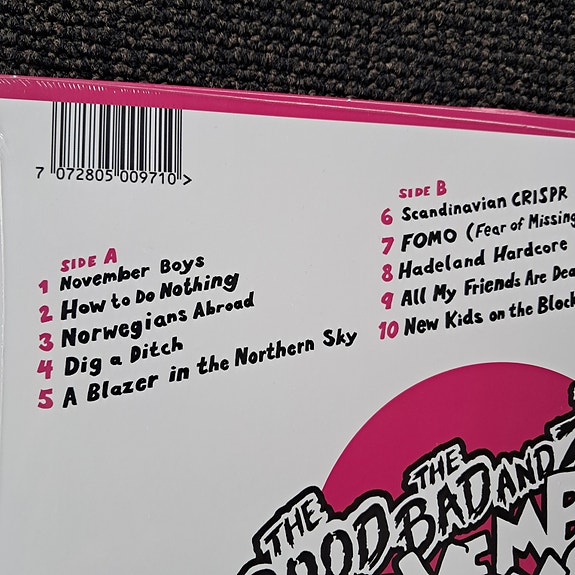 7 072805 009710 >
SIDE A
1 November Boys
2 How to Do Nothing
3 Norwegians Abroad
4 Dig a Ditch
5 A Blazer in the Northern Sky
SIDE B
6 Scandinavian CRISPR
7 FOMO (Fear of Missing
8 Hadeland Hardcore
9 All My Friends Are Dea
10 New Kids on the Block
THE
THE
BAD AND